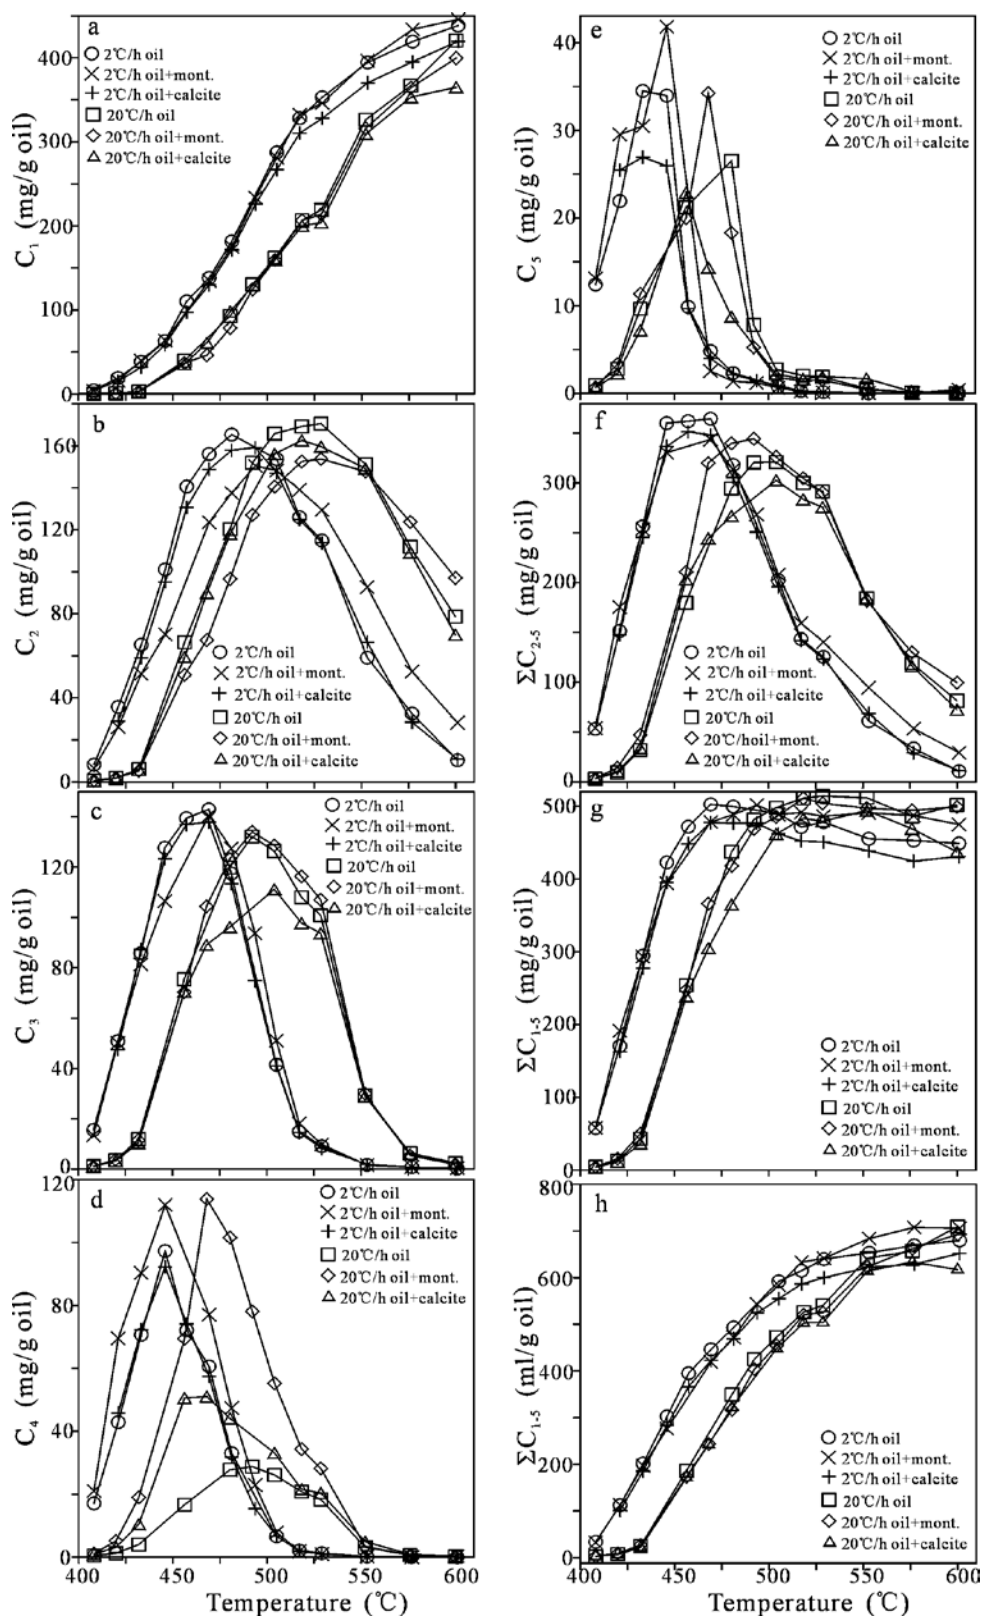 a
C₁ (mg/g oil)
400
300
200
100
0
2℃/h oil
2℃/h oil+mont.
2℃/h oil+calcite
20℃/h oil
20℃/h oil+mont.
20℃/h oil+calcite
b
C₂ (mg/g oil)
160
120
80
40
0
2℃/h oil
2℃/h oil+mont.
2℃/h oil+calcite
20℃/h oil
20℃/h oil+mont.
20℃/h oil+calcite
c
C₃ (mg/g oil)
120
80
40
0
2℃/h oil
2℃/h oil+mont.
2℃/h oil+calcite
20℃/h oil
20℃/h oil+mont.
20℃/h oil+calcite
d
C₄ (mg/g oil)
120
80
40
0
2℃/h oil
2℃/h oil+mont.
2℃/h oil+calcite
20℃/h oil
20℃/h oil+mont.
20℃/h oil+calcite
400 450 500 550 600
Temperature (℃)
e
C₅ (mg/g oil)
40
30
20
10
0
2℃/h oil
2℃/h oil+mont.
2℃/h oil+calcite
20℃/h oil
20℃/h oil+mont.
20℃/h oil+calcite
f
ΣC₂₋₅ (mg/g oil)
300
200
100
0
2℃/h oil
2℃/h oil+mont.
2℃/h oil+calcite
20℃/h oil
20℃/hoil+mont.
20℃/h oil+calcite
g
ΣC₁₋₅ (mg/g oil)
500
400
300
200
100
0
2℃/h oil
2℃/h oil+mont.
2℃/h oil+calcite
20℃/h oil
20℃/h oil+mont.
20℃/h oil+calcite
h
ΣC₁₋₅ (ml/g oil)
800
600
400
200
0
2℃/h oil
2℃/h oil+mont.
2℃/h oil+calcite
20℃/h oil
20℃/h oil+mont.
20℃/h oil+calcite
400 450 500 550 600
Temperature (℃)